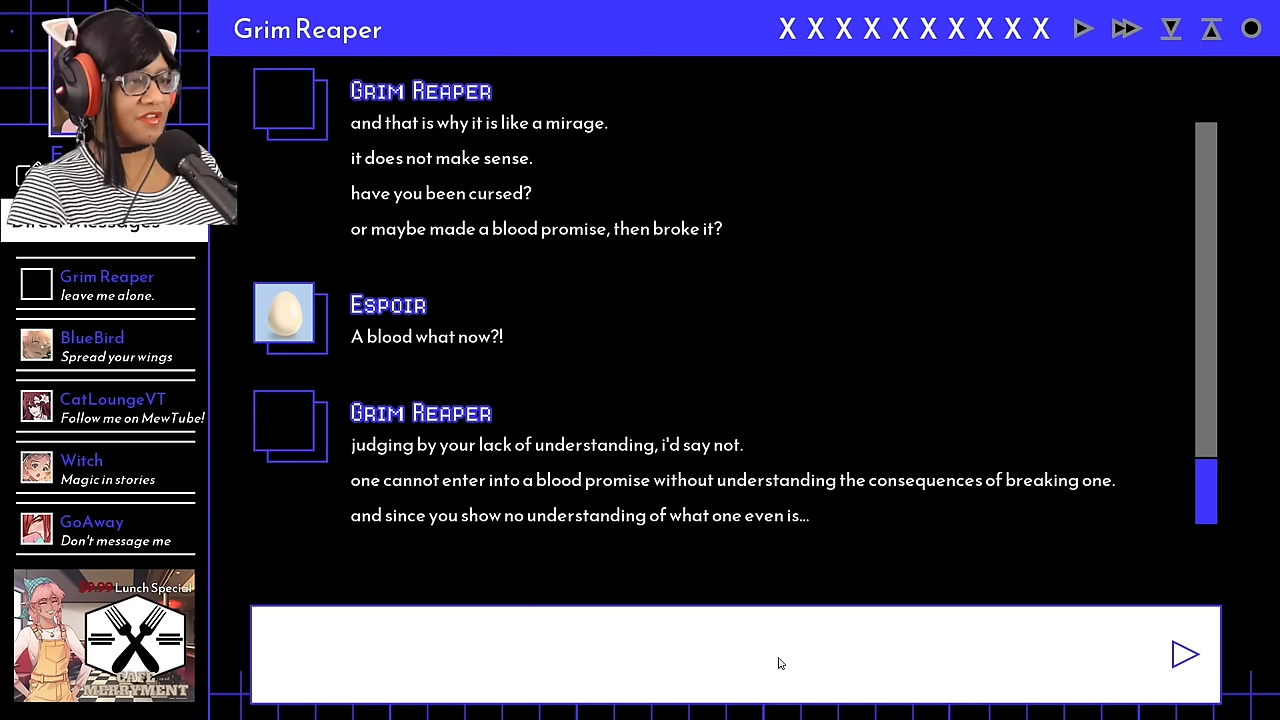 Grim Reaper
X X X X X X X X X X
Grim Reaper
and that is why it is like a mirage.
it does not make sense.
have you been cursed?
or maybe made a blood promise, then broke it?
Espoir
A blood what now?!
Grim Reaper
judging by your lack of understanding, i'd say not.
one cannot enter into a blood promise without understanding the consequences of breaking one.
and since you show no understanding of what one even is...
Direct Messages
Grim Reaper
leave me alone.
BlueBird
Spread your wings
CatLoungeVT
Follow me on MewTube!
Witch
Magic in stories
GoAway
Don't message me
$9.99 Lunch Special
CAFE
MERRYMENT